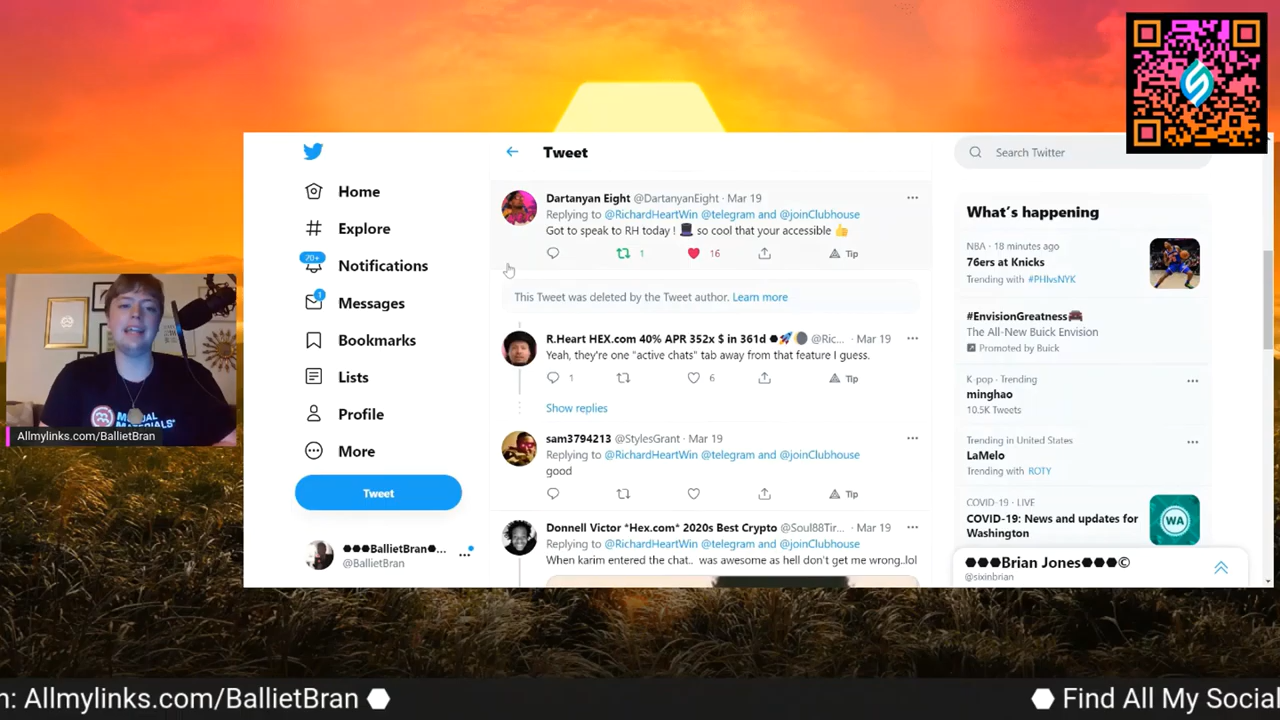 Tweet
Search Twitter
Home
Explore
20+
Notifications
1
Messages
Bookmarks
Lists
Profile
More
Tweet
⬣⬣⬣BallietBran⬣...
@BallietBran
...
Dartanyan Eight @DartanyanEight · Mar 19
Replying to @RichardHeartWin @telegram and @joinClubhouse
Got to speak to RH today ! 🎩 so cool that your accessible 👍
1
16
Tip
This Tweet was deleted by the Tweet author. Learn more
R.Heart HEX.com 40% APR 352x $ in 361d ⬣🚀🌘 @Ric... · Mar 19
Yeah, they're one "active chats" tab away from that feature I guess.
1
6
Tip
Show replies
sam3794213 @StylesGrant · Mar 19
Replying to @RichardHeartWin @telegram and @joinClubhouse
good
Tip
Donnell Victor *Hex.com* 2020s Best Crypto @Soul88Tir... · Mar 19
Replying to @RichardHeartWin @telegram and @joinClubhouse
When karim entered the chat.. was awesome as hell don't get me wrong..lol
What's happening
NBA · 18 minutes ago
76ers at Knicks
Trending with #PHIvsNYK
#EnvisionGreatness
The All-New Buick Envision
Promoted by Buick
K-pop · Trending
minghao
10.5K Tweets
Trending in United States
LaMelo
Trending with ROTY
COVID-19 · LIVE
COVID-19: News and updates for
Washington
WA
⬣⬣⬣Brian Jones⬣⬣⬣©
@sixinbrian
MUTUAL
MATERIALS
Allmylinks.com/BallietBran
n: Allmylinks.com/BallietBran ⬣
⬣ Find All My Social